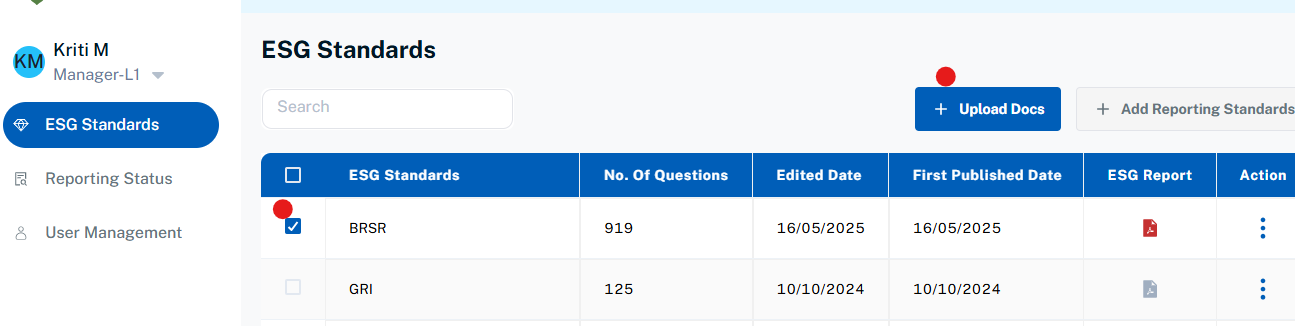 KM
Kriti M
Manager-L1
ESG Standards
Reporting Status
User Management
ESG Standards
Search
+ Upload Docs
+ Add Reporting Standards
ESG Standards No. Of Questions Edited Date First Published Date ESG Report Action
BRSR 919 16/05/2025 16/05/2025
GRI 125 10/10/2024 10/10/2024